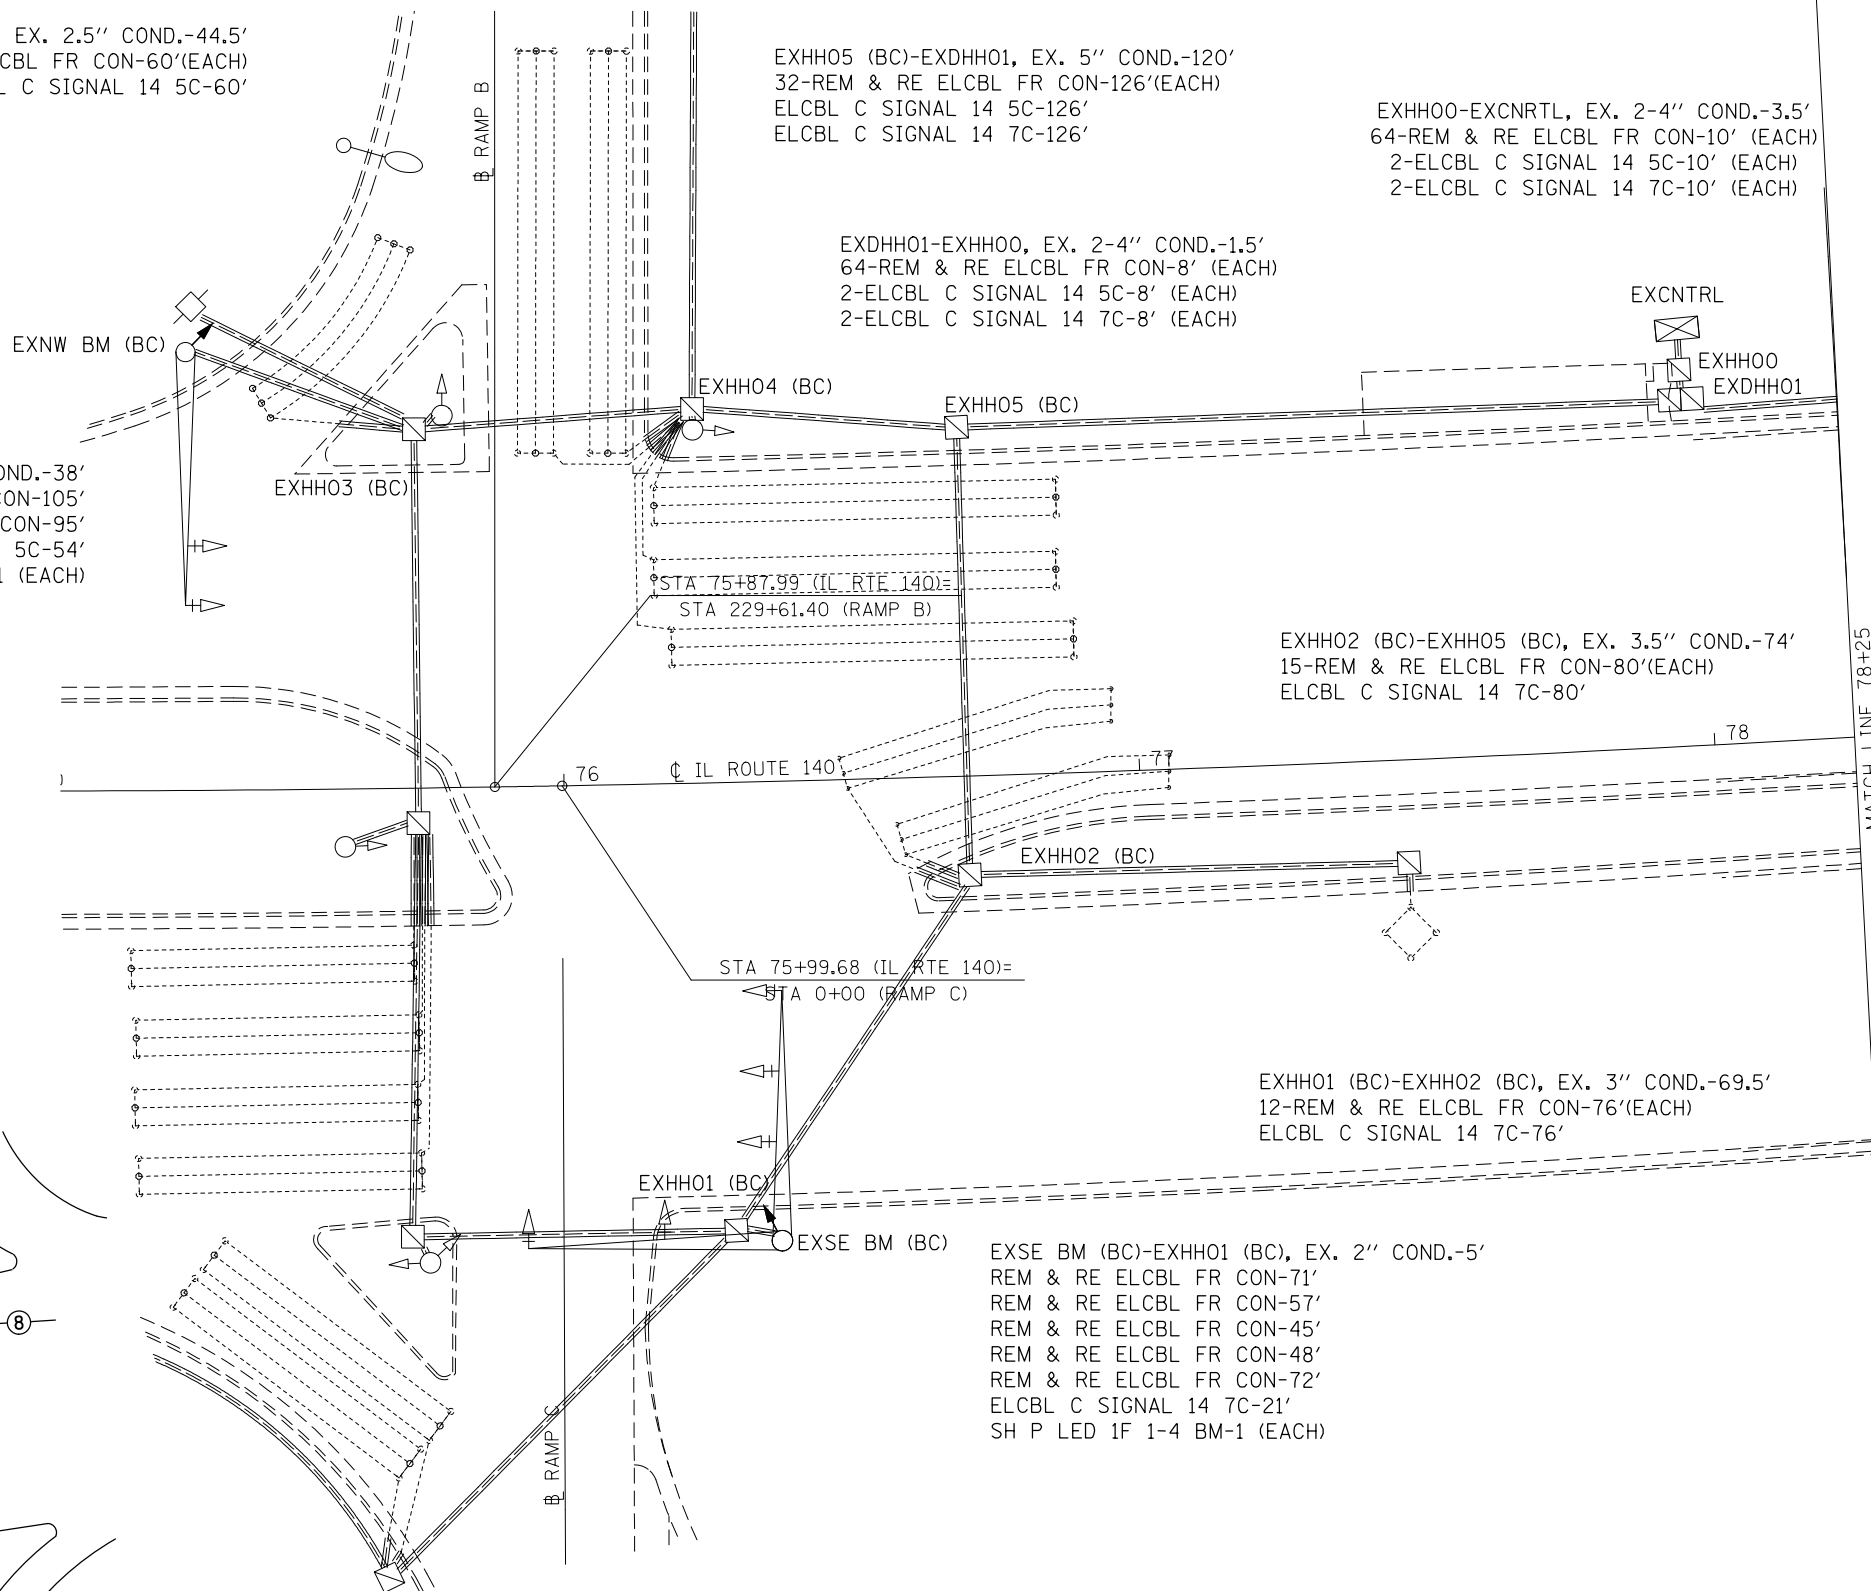 EX. 2.5'' COND.-44.5'
CBL FR CON-60'(EACH)
L C SIGNAL 14 5C-60'
B RAMP B
EXHH05 (BC)-EXDHH01, EX. 5'' COND.-120'
32-REM & RE ELCBL FR CON-126'(EACH)
ELCBL C SIGNAL 14 5C-126'
ELCBL C SIGNAL 14 7C-126'
EXHH00-EXCNRTL, EX. 2-4'' COND.-3.5'
64-REM & RE ELCBL FR CON-10' (EACH)
2-ELCBL C SIGNAL 14 5C-10' (EACH)
2-ELCBL C SIGNAL 14 7C-10' (EACH)
EXDHH01-EXHH00, EX. 2-4'' COND.-1.5'
64-REM & RE ELCBL FR CON-8' (EACH)
2-ELCBL C SIGNAL 14 5C-8' (EACH)
2-ELCBL C SIGNAL 14 7C-8' (EACH)
EXCNTRL
EXHH00
EXDHH01
EXNW BM (BC)
EXHH04 (BC)
EXHH05 (BC)
EXHH03 (BC)
OND.-38'
CON-105'
CON-95'
5C-54'
1 (EACH)
STA 75+87.99 (IL RTE 140)=
STA 229+61.40 (RAMP B)
EXHH02 (BC)-EXHH05 (BC), EX. 3.5'' COND.-74'
15-REM & RE ELCBL FR CON-80'(EACH)
ELCBL C SIGNAL 14 7C-80'
MATCH LINE 78+25
76
℄ IL ROUTE 140
77
78
)
EXHH02 (BC)
STA 75+99.68 (IL RTE 140)=
STA 0+00 (RAMP C)
EXHH01 (BC)-EXHH02 (BC), EX. 3'' COND.-69.5'
12-REM & RE ELCBL FR CON-76'(EACH)
ELCBL C SIGNAL 14 7C-76'
EXHH01 (BC)
EXSE BM (BC)
EXSE BM (BC)-EXHH01 (BC), EX. 2'' COND.-5'
REM & RE ELCBL FR CON-71'
REM & RE ELCBL FR CON-57'
REM & RE ELCBL FR CON-45'
REM & RE ELCBL FR CON-48'
REM & RE ELCBL FR CON-72'
ELCBL C SIGNAL 14 7C-21'
SH P LED 1F 1-4 BM-1 (EACH)
8
B RAMP C